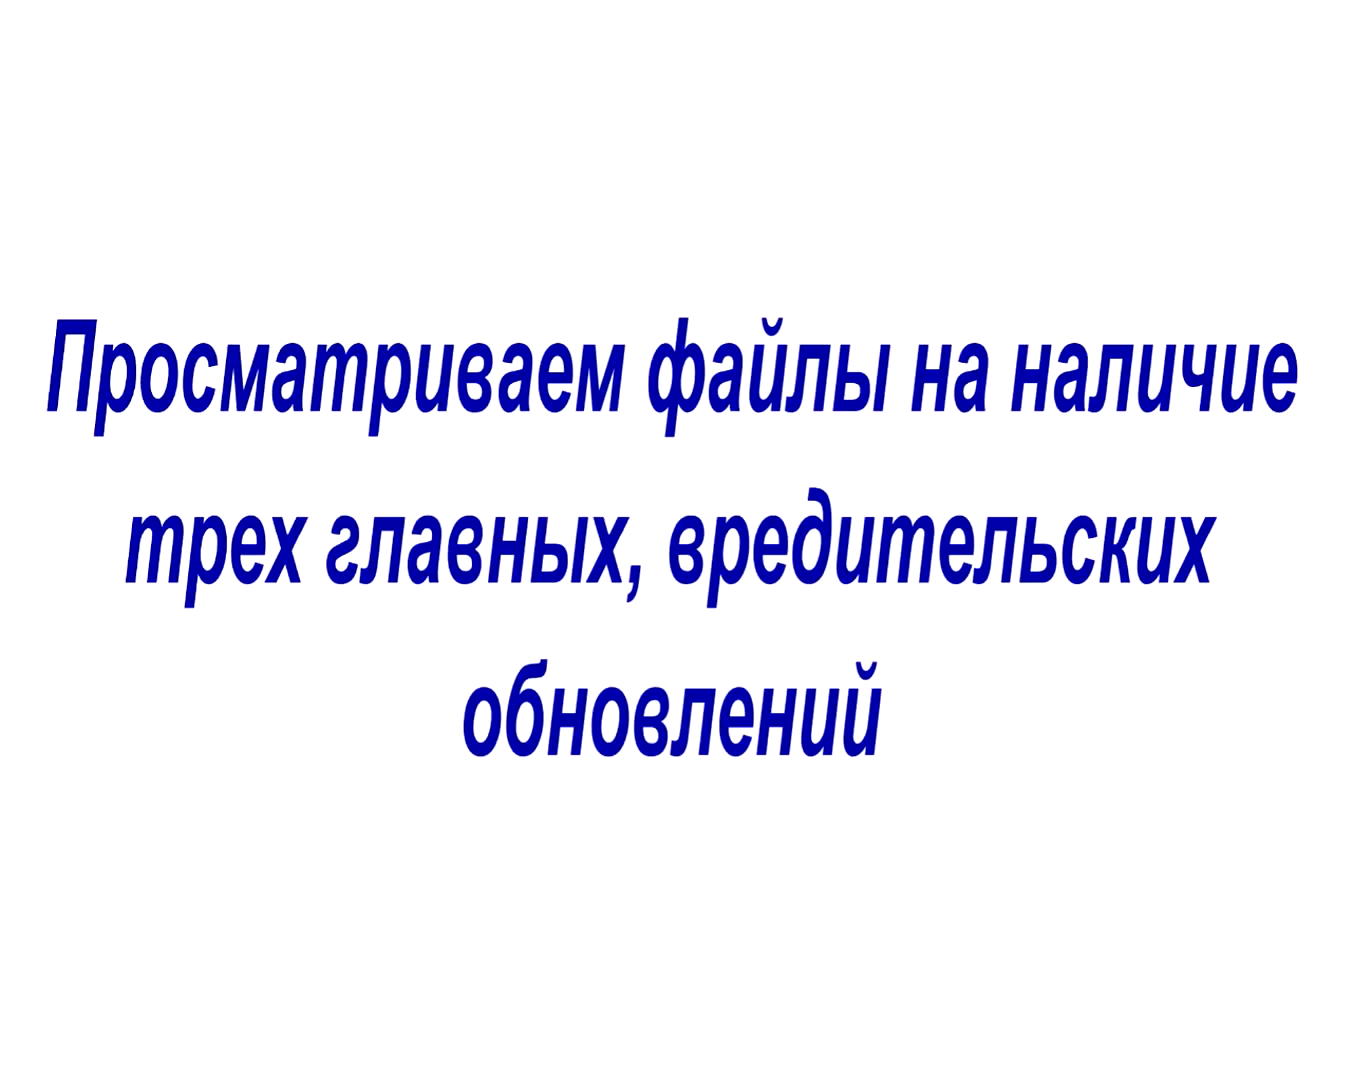 Просматриваем файлы на наличие
трех главных, вредительских
обновлений